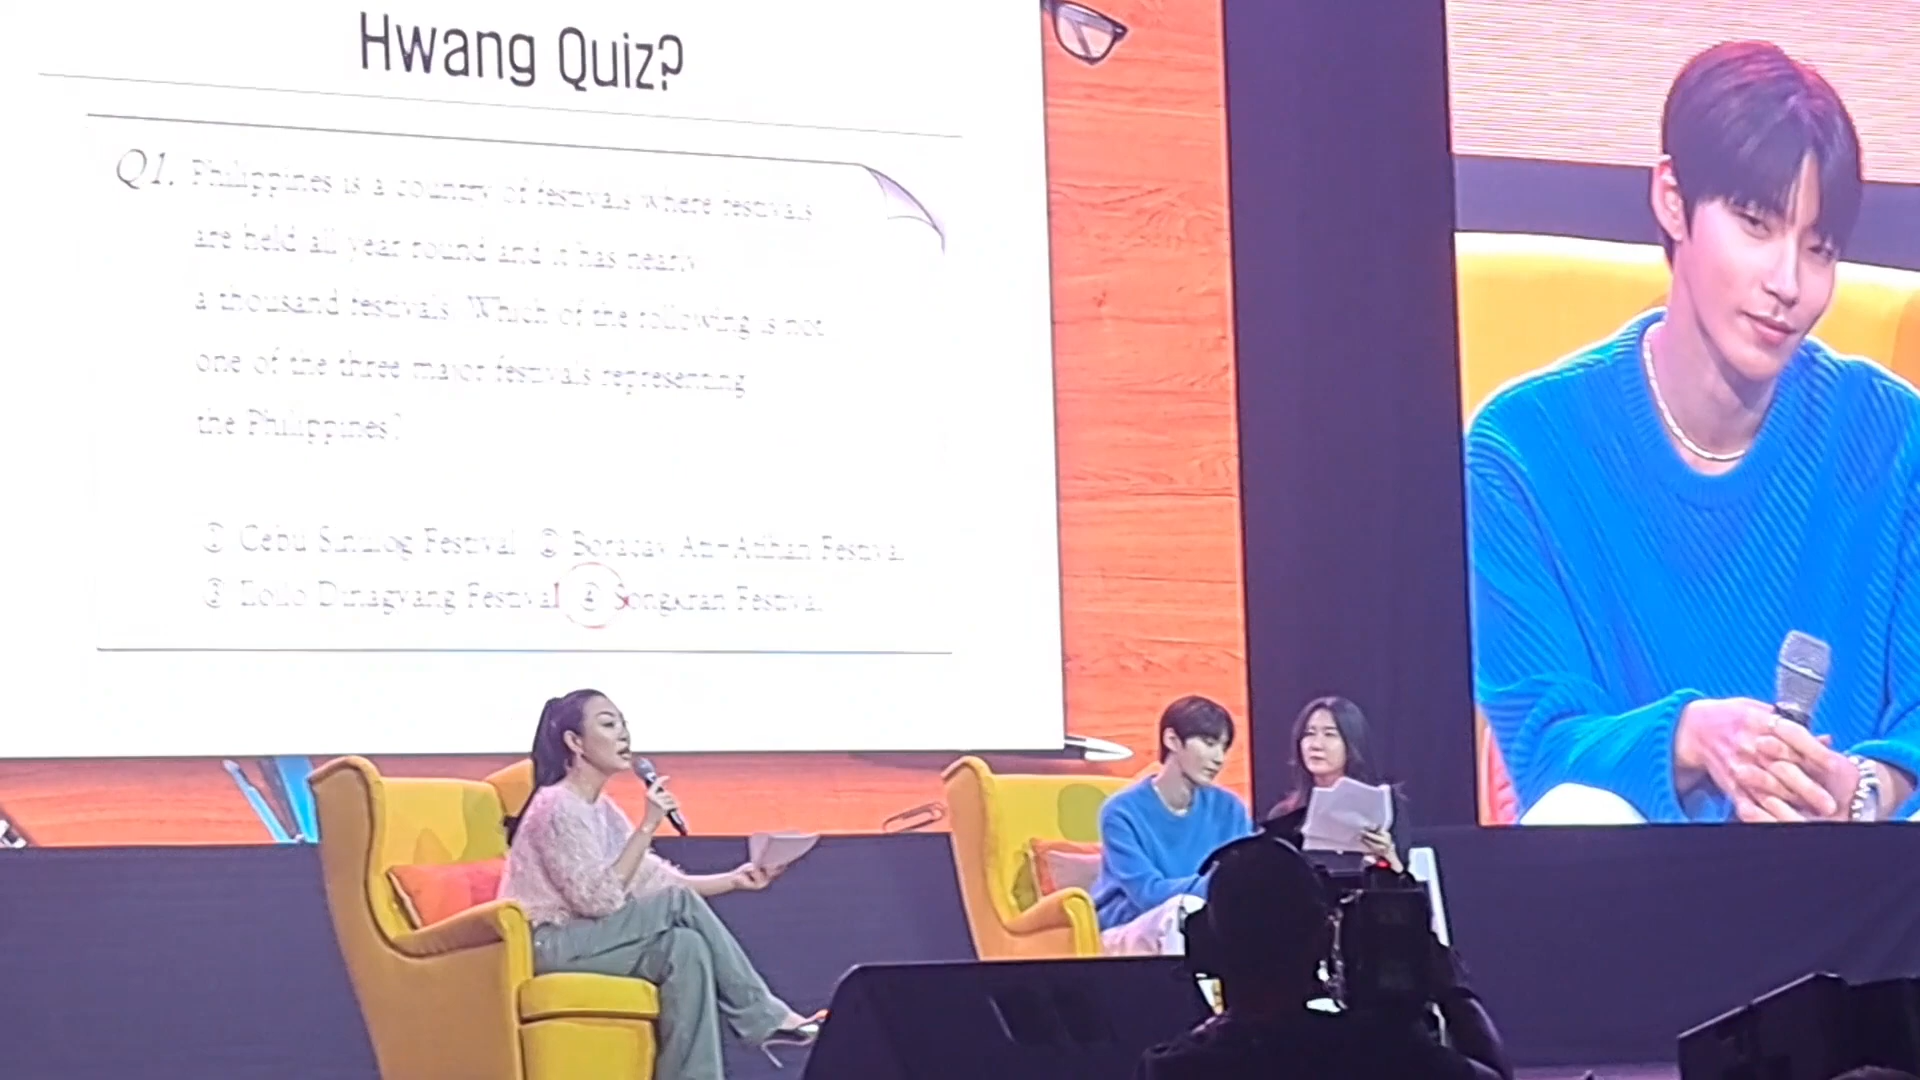 Hwang Quiz?
Q1. Philippines is a country of festivals where festivals
are held all year round and it has nearly
a thousand festivals. Which of the following is not
one of the three major festivals representing
the Philippines?
① Cebu Sinulog Festival ② Boracay Ati-Atihan Festival
③ Iloilo Dinagyang Festival ④ Songkran Festival